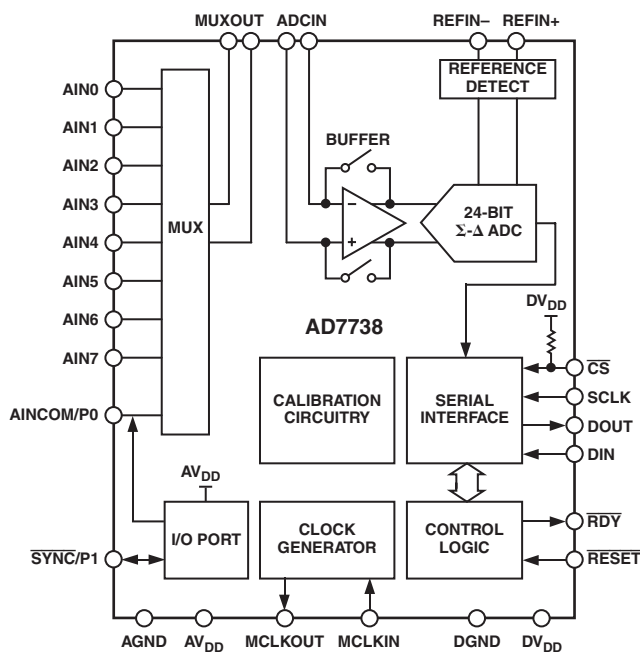 MUXOUT ADCIN REFIN– REFIN+
REFERENCE
DETECT
AIN0
AIN1
AIN2
AIN3
AIN4
AIN5
AIN6
AIN7
AINCOM/P0
SYNC/P1
MUX
BUFFER
–
+
24-BIT
Σ-Δ ADC
AD7738
DVDD
CALIBRATION
CIRCUITRY
SERIAL
INTERFACE
CS
SCLK
DOUT
DIN
AVDD
I/O PORT
CLOCK
GENERATOR
CONTROL
LOGIC
RDY
RESET
AGND AVDD MCLKOUT MCLKIN DGND DVDD